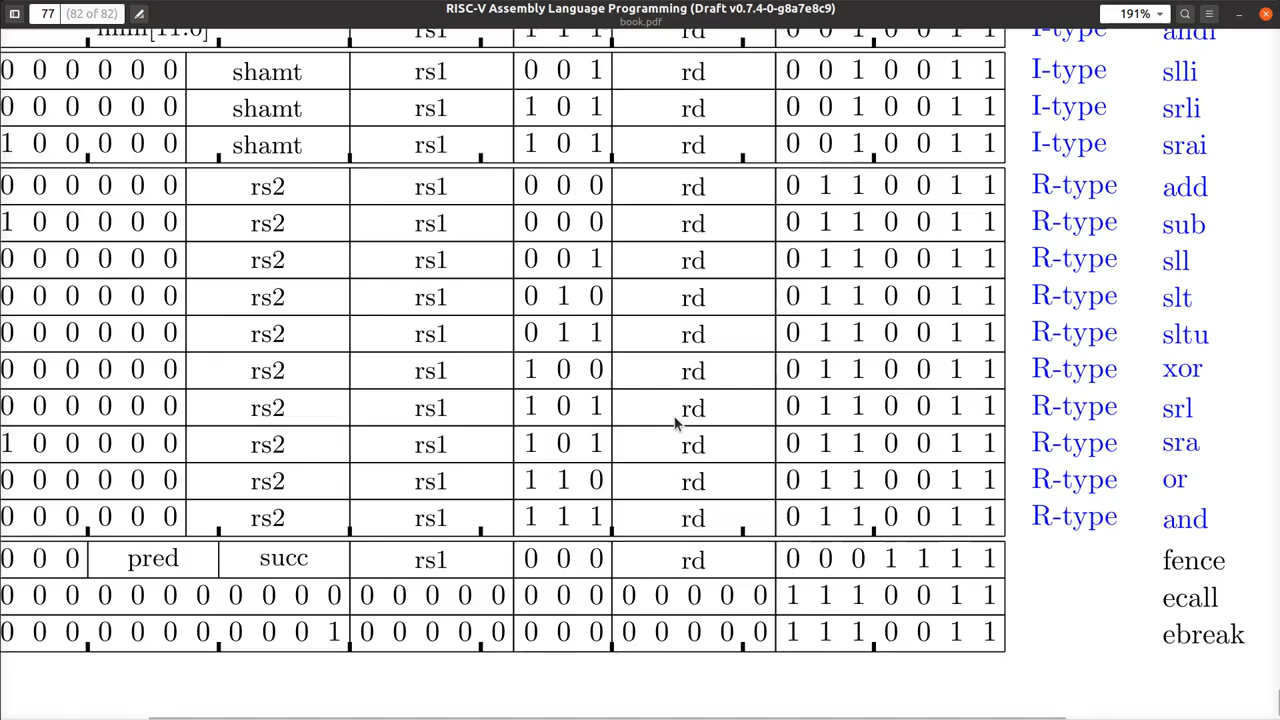 77 (82 of 82) RISC-V Assembly Language Programming (Draft v0.7.4-0-g8a7e8c9) 191%
book.pdf
imm[11:0] rs1 1 1 1 rd 0 0 1 0 0 1 1 I-type andi
0 0 0 0 0 0 shamt rs1 0 0 1 rd 0 0 1 0 0 1 1 I-type slli
0 0 0 0 0 0 shamt rs1 1 0 1 rd 0 0 1 0 0 1 1 I-type srli
1 0 0 0 0 0 shamt rs1 1 0 1 rd 0 0 1 0 0 1 1 I-type srai
0 0 0 0 0 0 rs2 rs1 0 0 0 rd 0 1 1 0 0 1 1 R-type add
1 0 0 0 0 0 rs2 rs1 0 0 0 rd 0 1 1 0 0 1 1 R-type sub
0 0 0 0 0 0 rs2 rs1 0 0 1 rd 0 1 1 0 0 1 1 R-type sll
0 0 0 0 0 0 rs2 rs1 0 1 0 rd 0 1 1 0 0 1 1 R-type slt
0 0 0 0 0 0 rs2 rs1 0 1 1 rd 0 1 1 0 0 1 1 R-type sltu
0 0 0 0 0 0 rs2 rs1 1 0 0 rd 0 1 1 0 0 1 1 R-type xor
0 0 0 0 0 0 rs2 rs1 1 0 1 rd 0 1 1 0 0 1 1 R-type srl
1 0 0 0 0 0 rs2 rs1 1 0 1 rd 0 1 1 0 0 1 1 R-type sra
0 0 0 0 0 0 rs2 rs1 1 1 0 rd 0 1 1 0 0 1 1 R-type or
0 0 0 0 0 0 rs2 rs1 1 1 1 rd 0 1 1 0 0 1 1 R-type and
0 0 0 pred succ rs1 0 0 0 rd 0 0 0 1 1 1 1 fence
0 0 0 0 0 0 0 0 0 0 0 0 0 0 0 0 0 0 0 0 0 0 0 0 1 1 1 0 0 1 1 ecall
0 0 0 0 0 0 0 0 0 0 1 0 0 0 0 0 0 0 0 0 0 0 0 0 1 1 1 0 0 1 1 ebreak